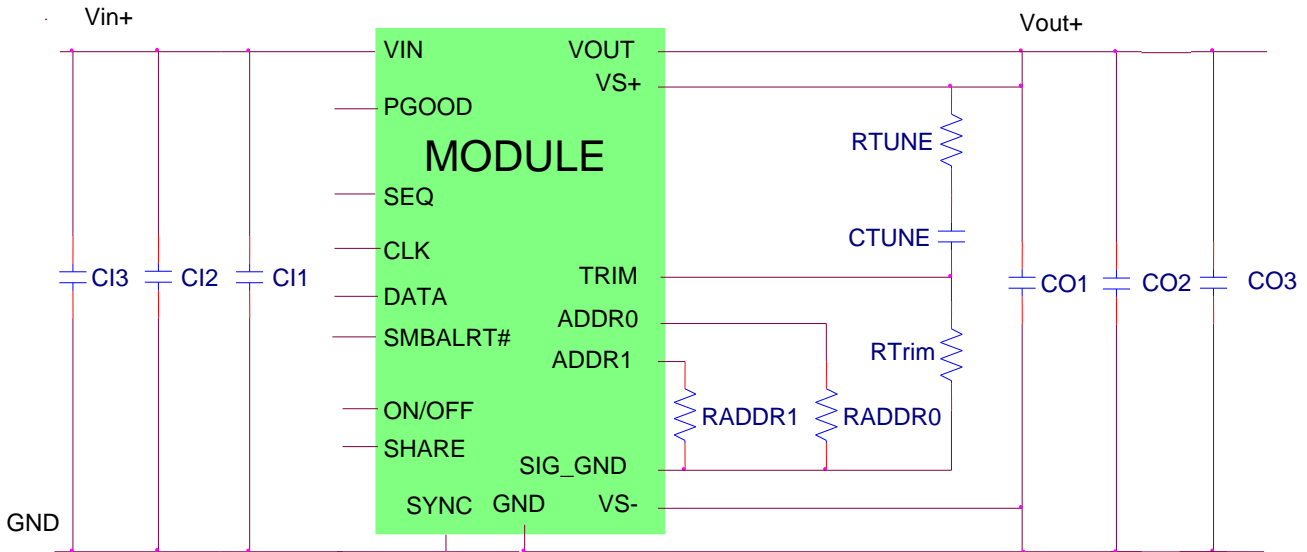 Vin+
Vout+
VIN
VOUT
VS+
PGOOD
RTUNE
MODULE
SEQ
CTUNE
CLK
TRIM
CI3
CI2
CI1
CO1
CO2
CO3
DATA
ADDR0
SMBALRT#
RTrim
ADDR1
ON/OFF
RADDR1
RADDR0
SHARE
SIG_GND
SYNC
GND
VS-
GND